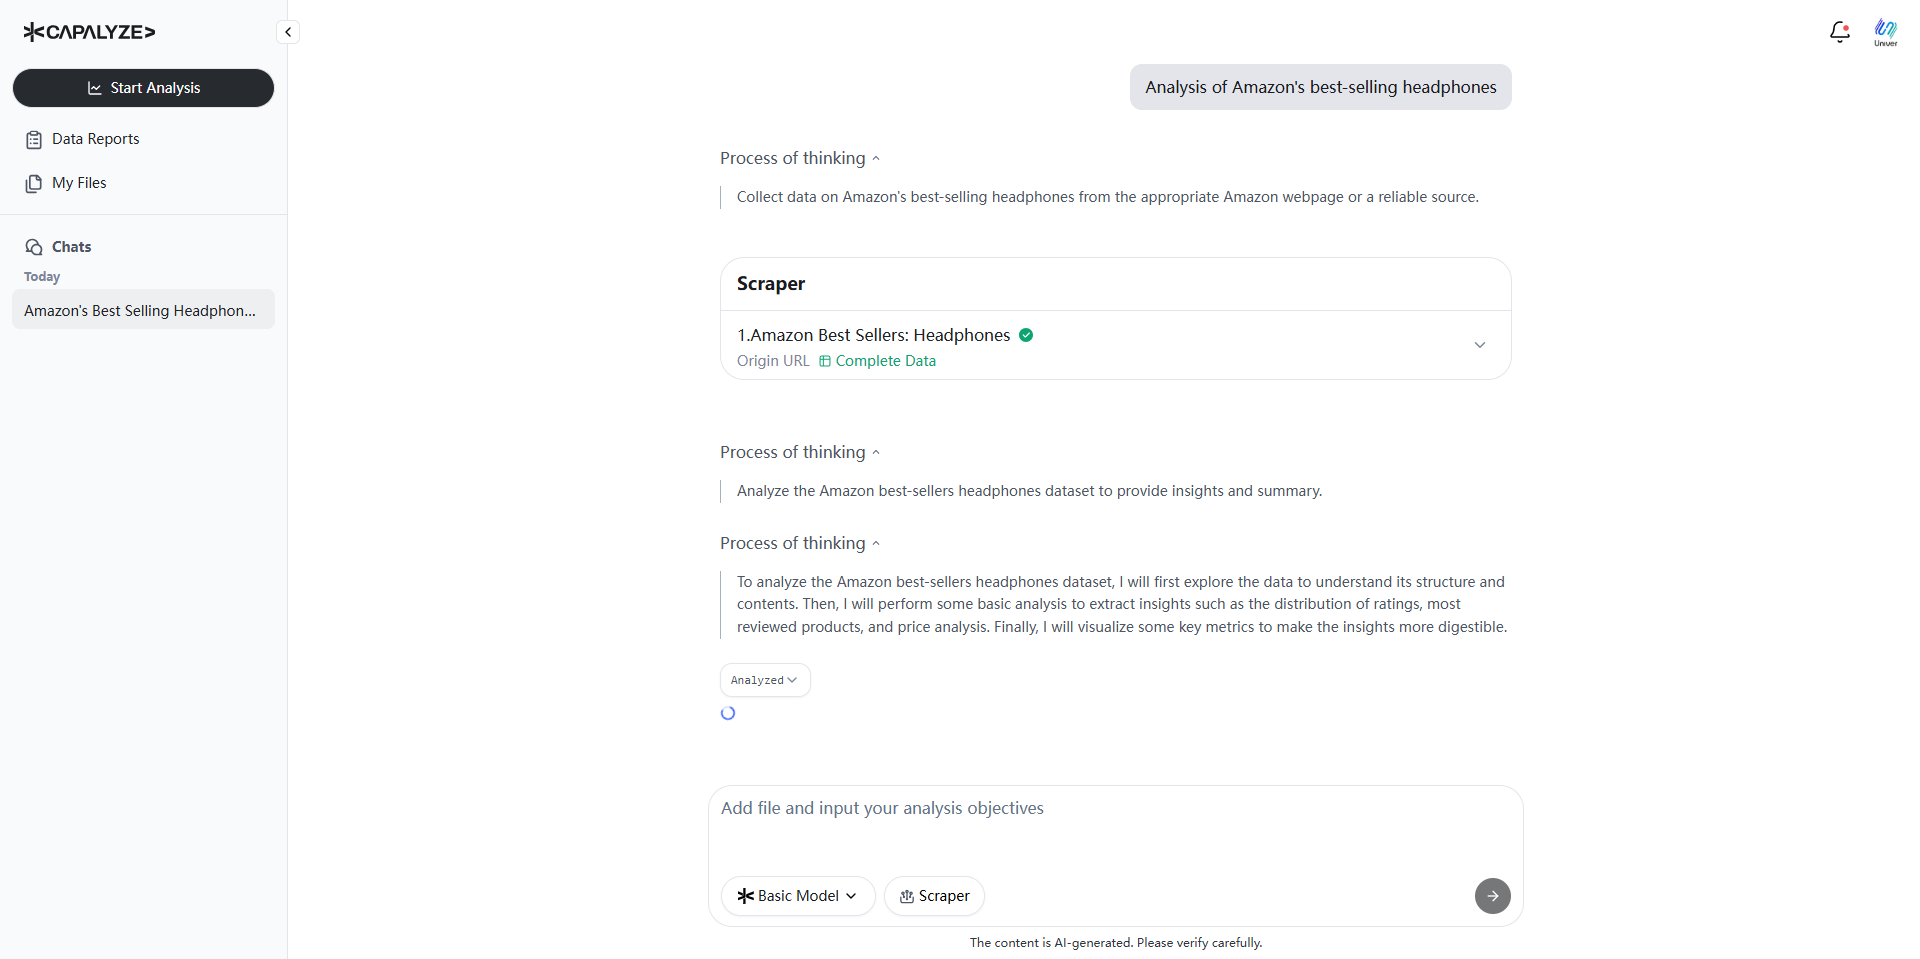 CAPALYZE
Start Analysis
Data Reports
My Files
Chats
Today
Amazon's Best Selling Headphon...
Univer
Analysis of Amazon's best-selling headphones
Process of thinking
Collect data on Amazon's best-selling headphones from the appropriate Amazon webpage or a reliable source.
Scraper
1.Amazon Best Sellers: Headphones
Origin URL Complete Data
Process of thinking
Analyze the Amazon best-sellers headphones dataset to provide insights and summary.
Process of thinking
To analyze the Amazon best-sellers headphones dataset, I will first explore the data to understand its structure and
contents. Then, I will perform some basic analysis to extract insights such as the distribution of ratings, most
reviewed products, and price analysis. Finally, I will visualize some key metrics to make the insights more digestible.
Analyzed
Add file and input your analysis objectives
Basic Model Scraper
The content is AI-generated. Please verify carefully.